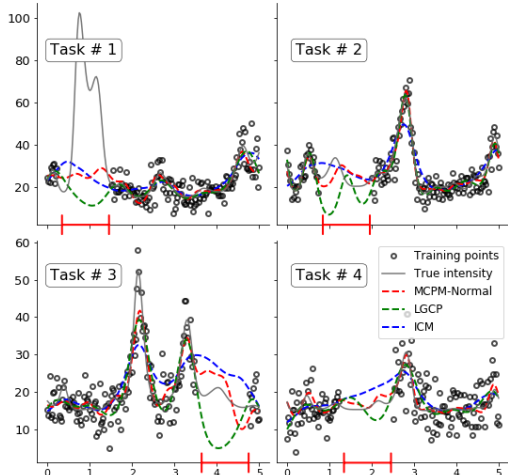 100
80
60
40
20
Task # 1
Task # 2
60
50
40
30
20
10
Task # 3
Task # 4
Training points
True intensity
MCPM-Normal
LGCP
ICM
0 1 2 3 4 5
0 1 2 3 4 5